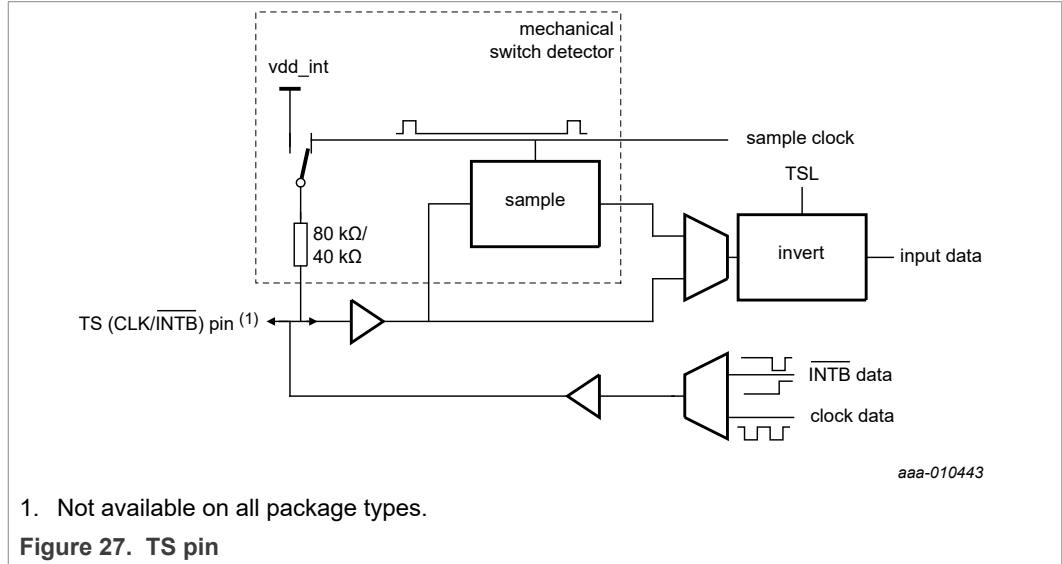 mechanical
switch detector
vdd_int
sample clock
TSL
sample
80 kΩ/
40 kΩ
invert
input data
TS (CLK/INTB) pin (1)
INTB data
clock data
aaa-010443
1. Not available on all package types.
Figure 27. TS pin